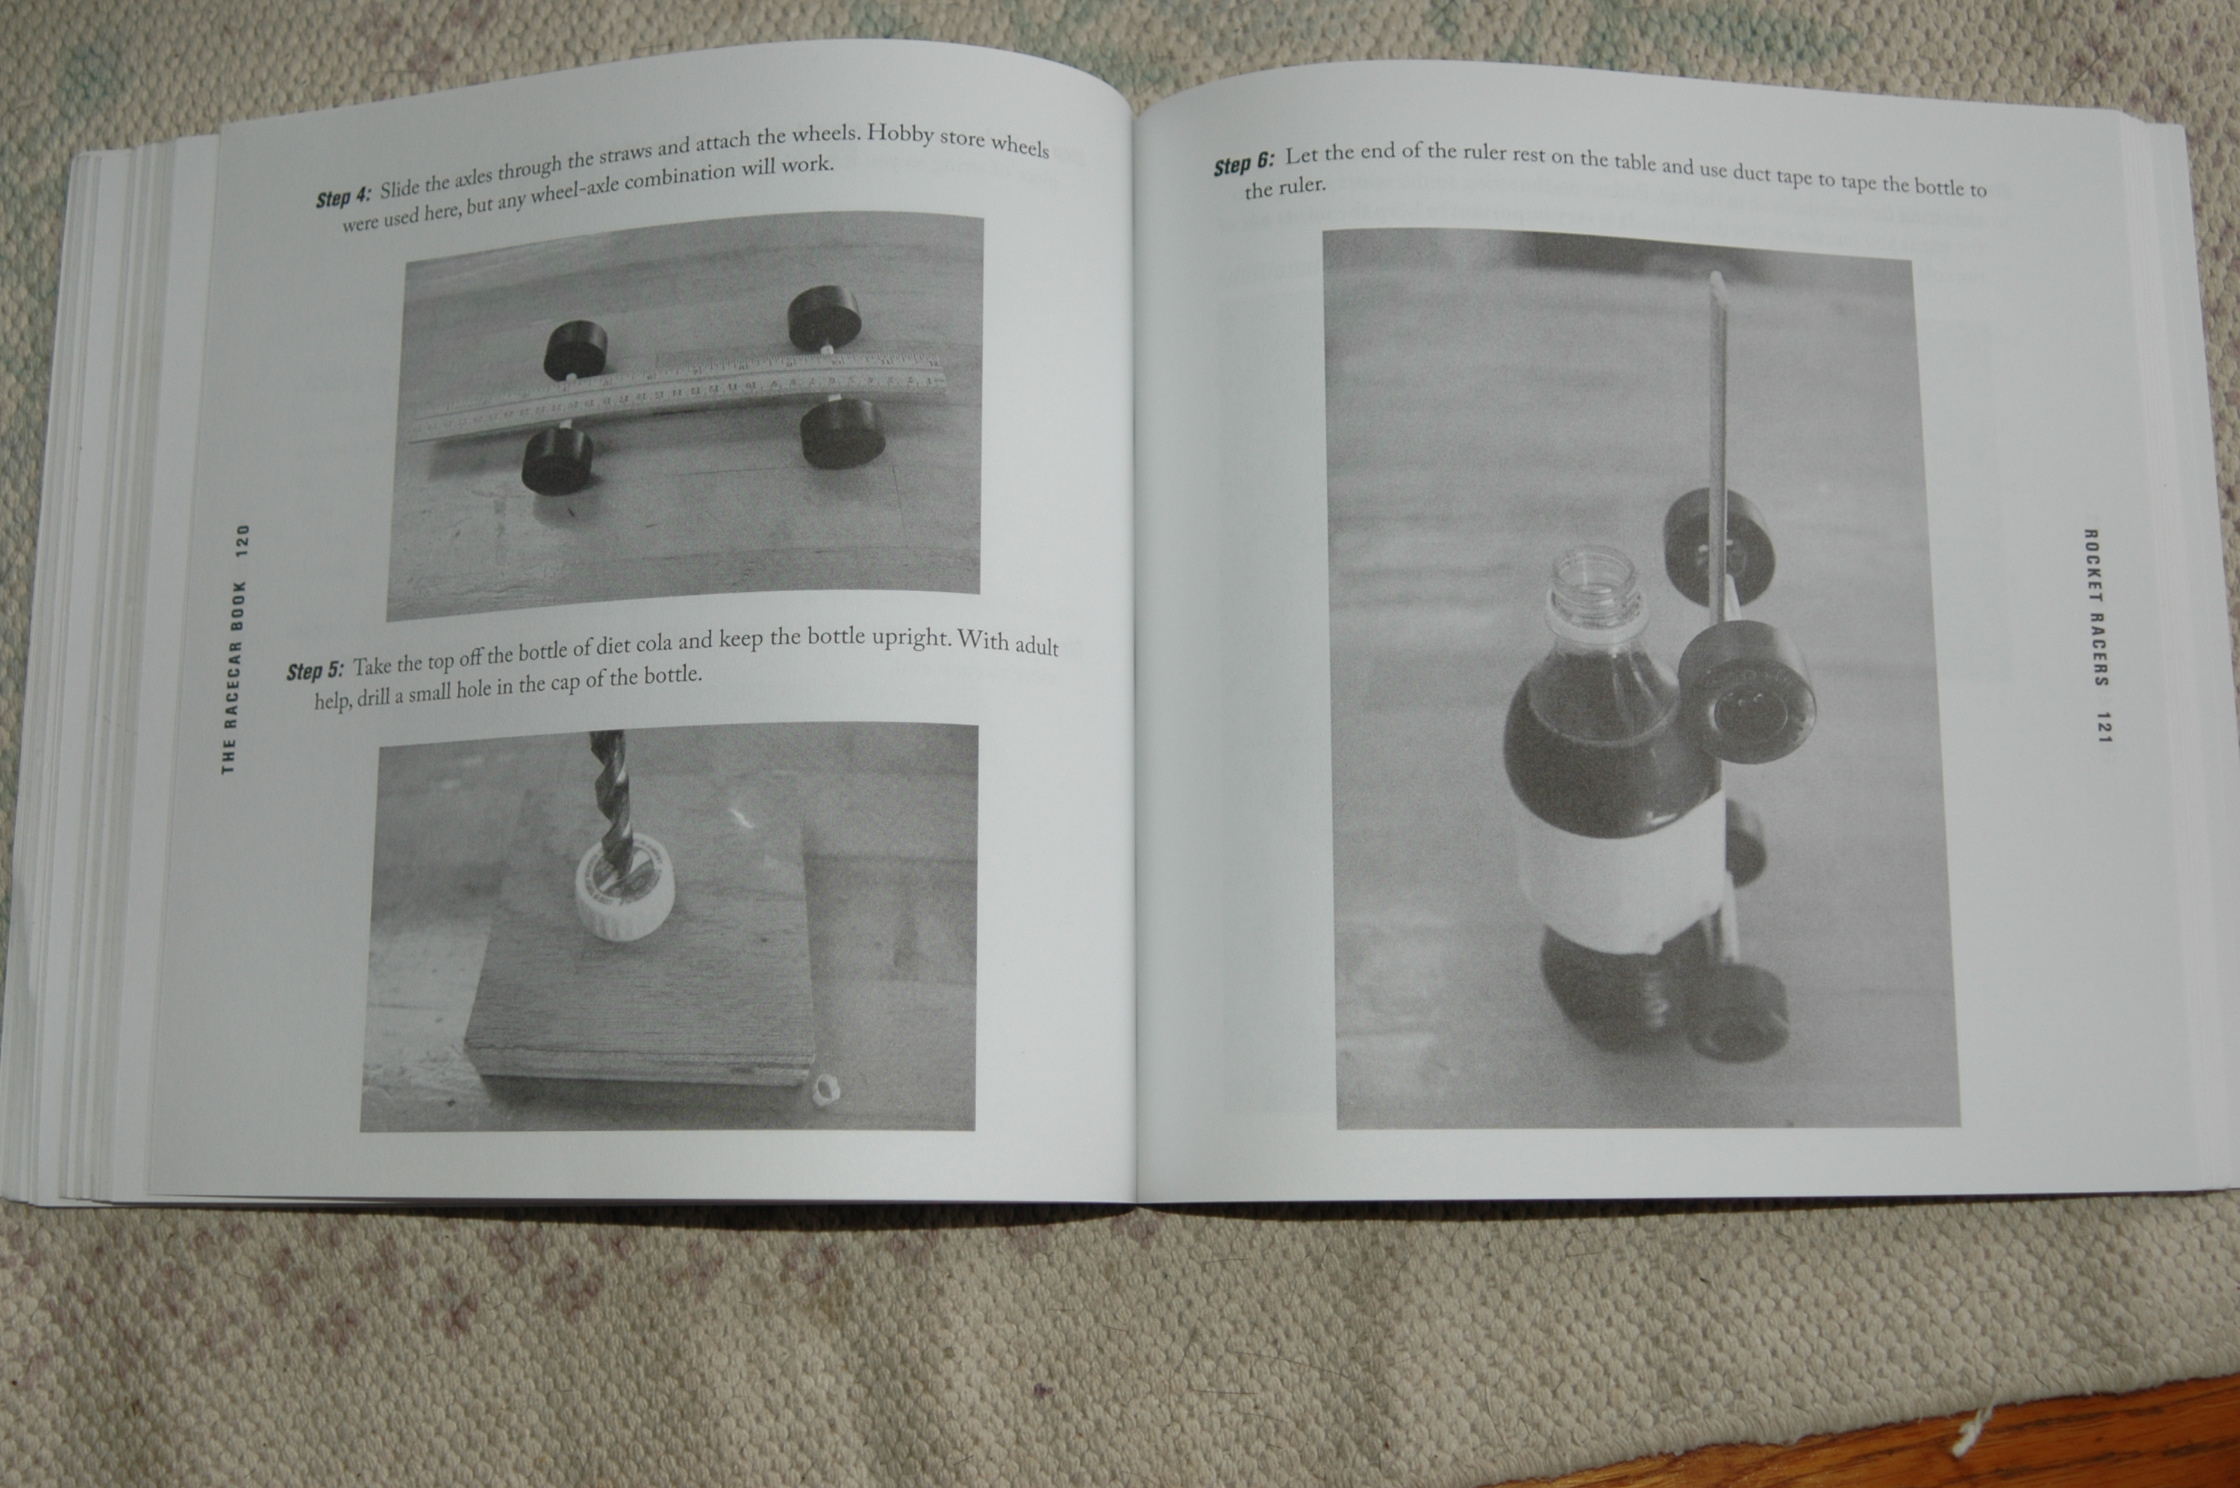 Step 4: Slide the axles through the straws and attach the wheels. Hobby store wheels
were used here, but any wheel-axle combination will work.
Step 5: Take the top off the bottle of diet cola and keep the bottle upright. With adult
help, drill a small hole in the cap of the bottle.
THE RACECAR BOOK 120
Step 6: Let the end of the ruler rest on the table and use duct tape to tape the bottle to
the ruler.
ROCKET RACERS 121